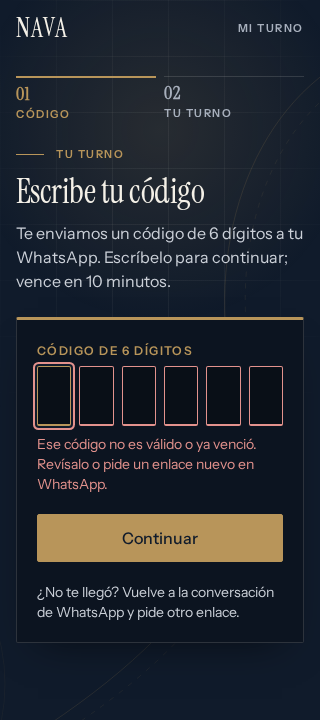 NAVA
MI TURNO
01
CÓDIGO
02
TU TURNO
TU TURNO
Escribe tu código
Te enviamos un código de 6 dígitos a tu
WhatsApp. Escríbelo para continuar;
vence en 10 minutos.
CÓDIGO DE 6 DÍGITOS
Ese código no es válido o ya venció.
Revísalo o pide un enlace nuevo en
WhatsApp.
Continuar
¿No te llegó? Vuelve a la conversación
de WhatsApp y pide otro enlace.